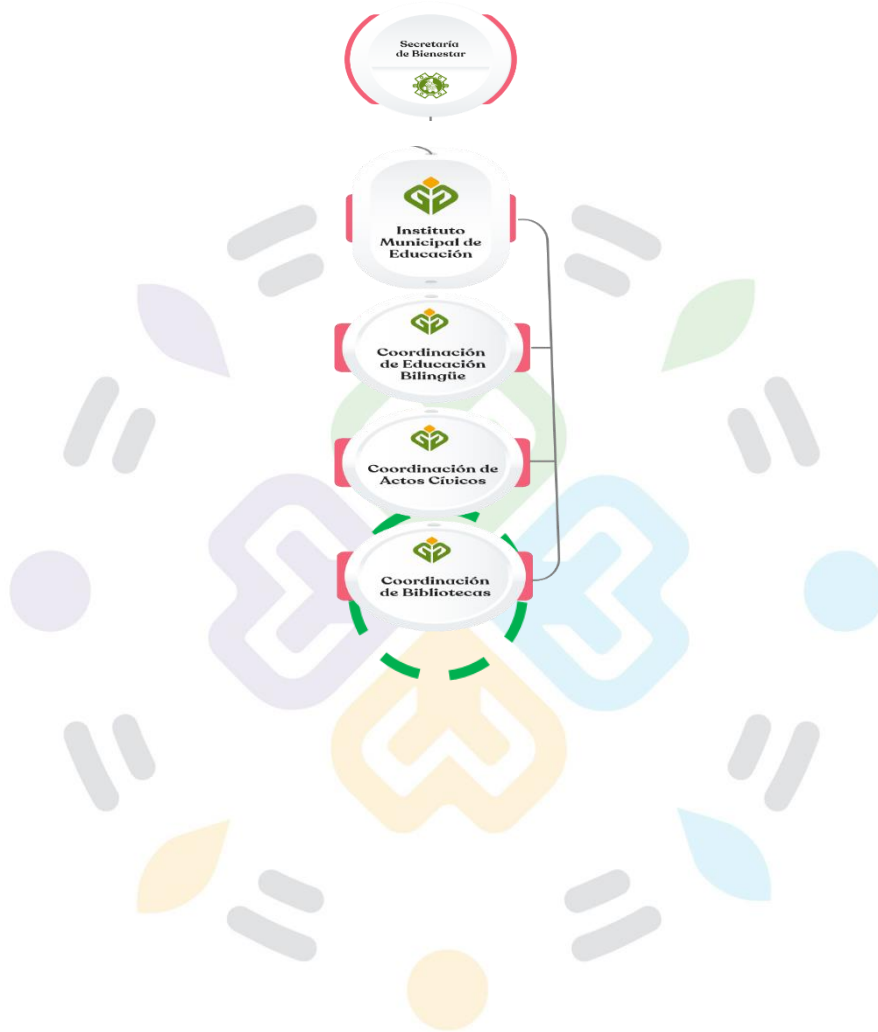 Secretaría
de Bienestar
Instituto
Municipal de
Educación
Coordinación
de Educación
Bilingüe
Coordinación de
Actos Cívicos
Coordinación
de Bibliotecas